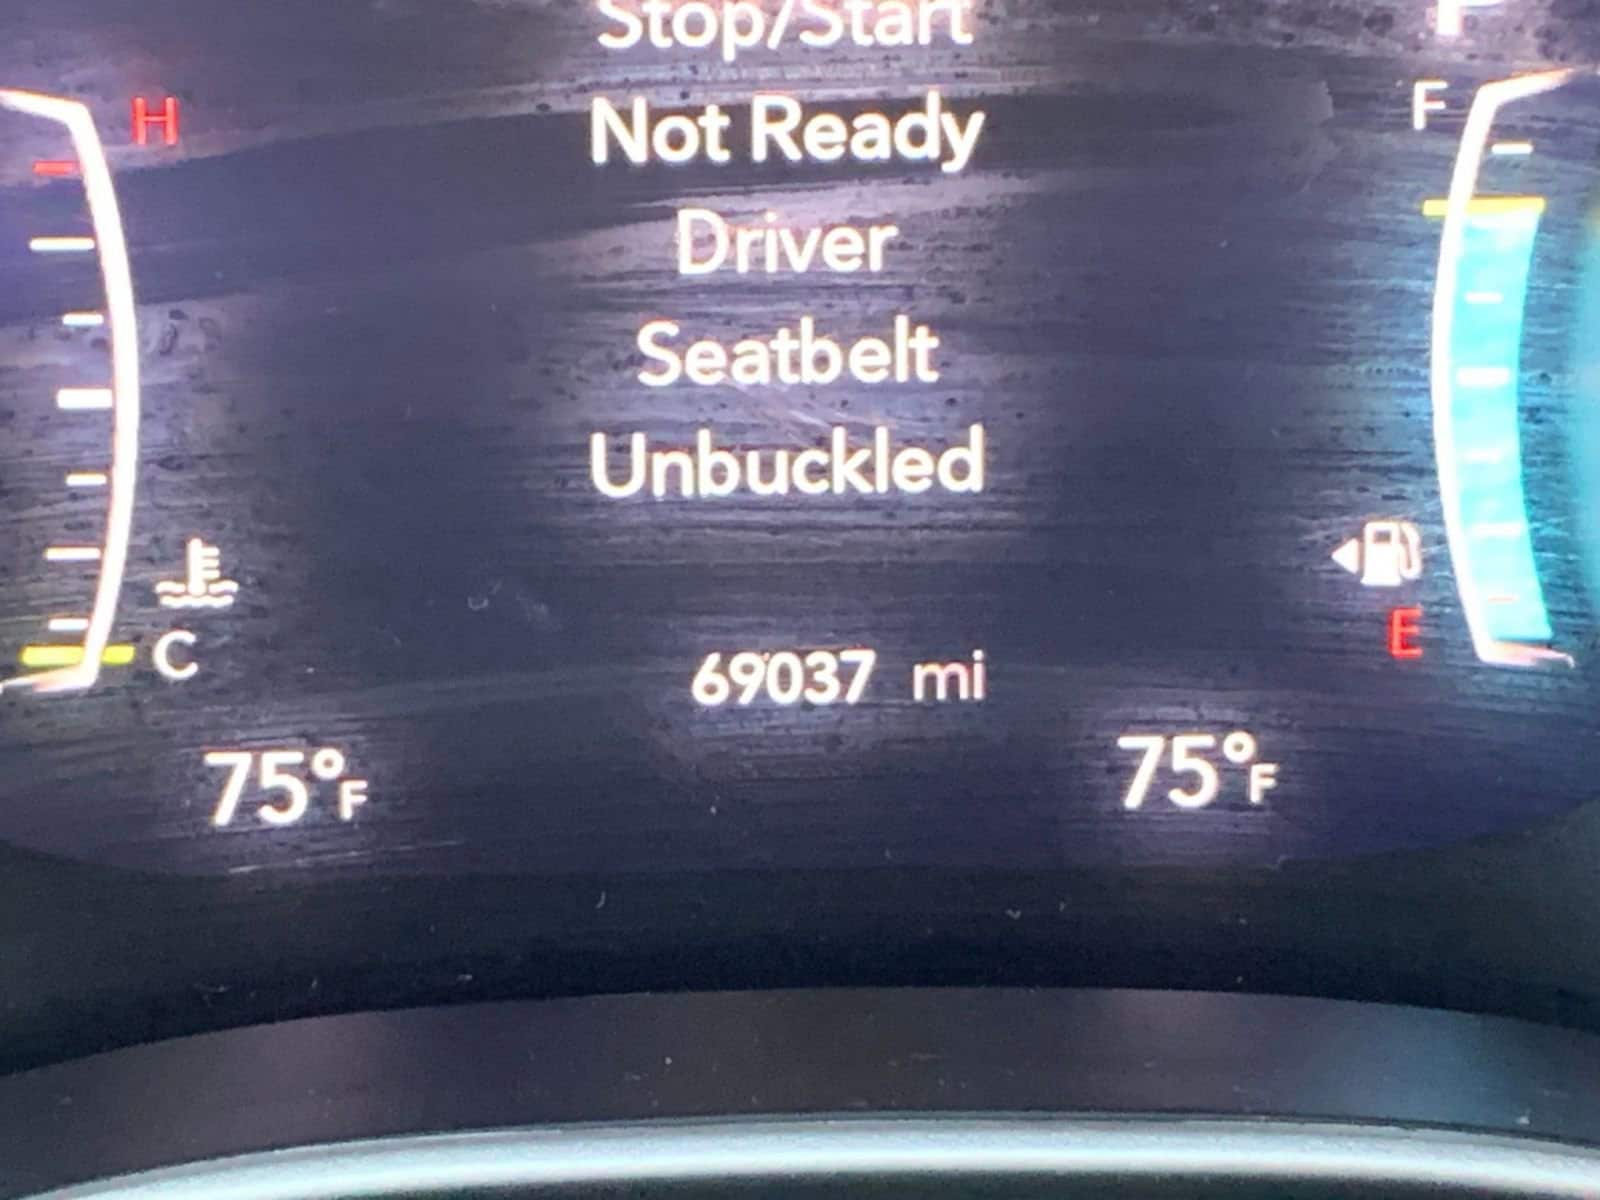 Stop/Start
Not Ready
Driver
Seatbelt
Unbuckled
H
F
C
E
69037 mi
75°F
75°F